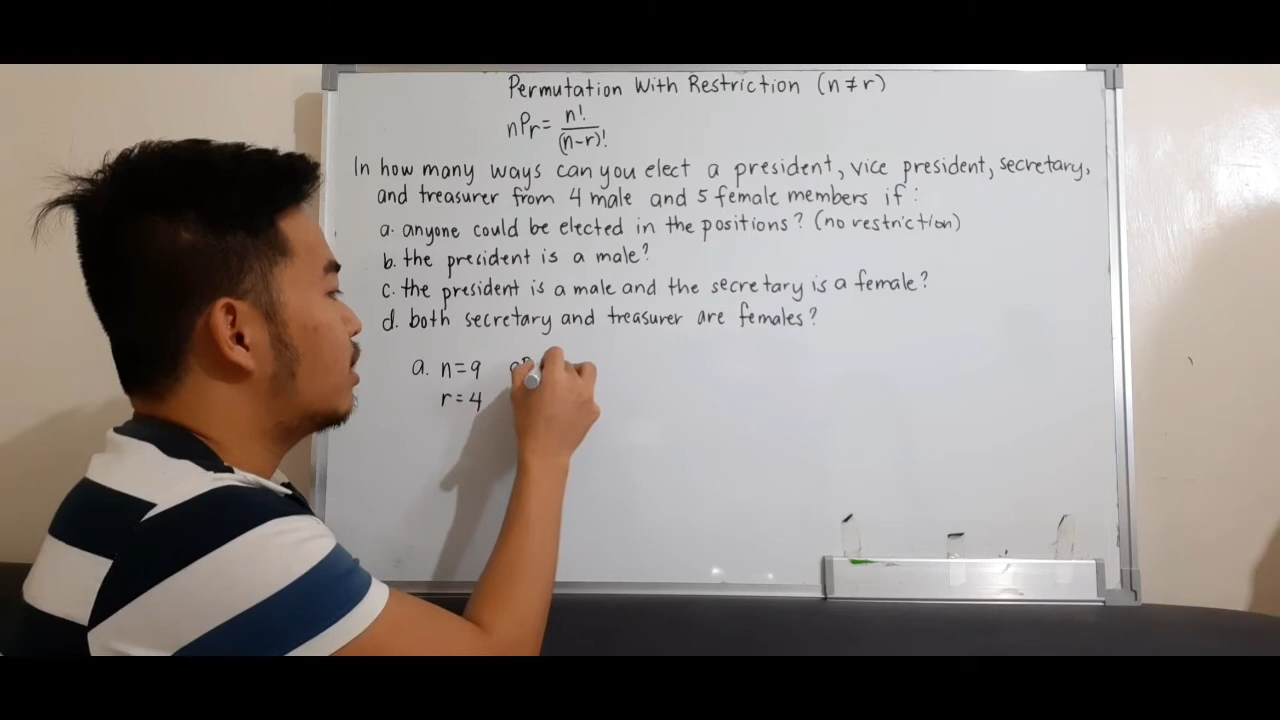 Permutation With Restriction (n ≠ r)
nPr = n!/(n-r)!
In how many ways can you elect a president, vice president, secretary,
and treasurer from 4 male and 5 female members if :
a. anyone could be elected in the positions? (no restriction)
b. the president is a male?
c. the president is a male and the secretary is a female?
d. both secretary and treasurer are females?
a. n=9
r=4